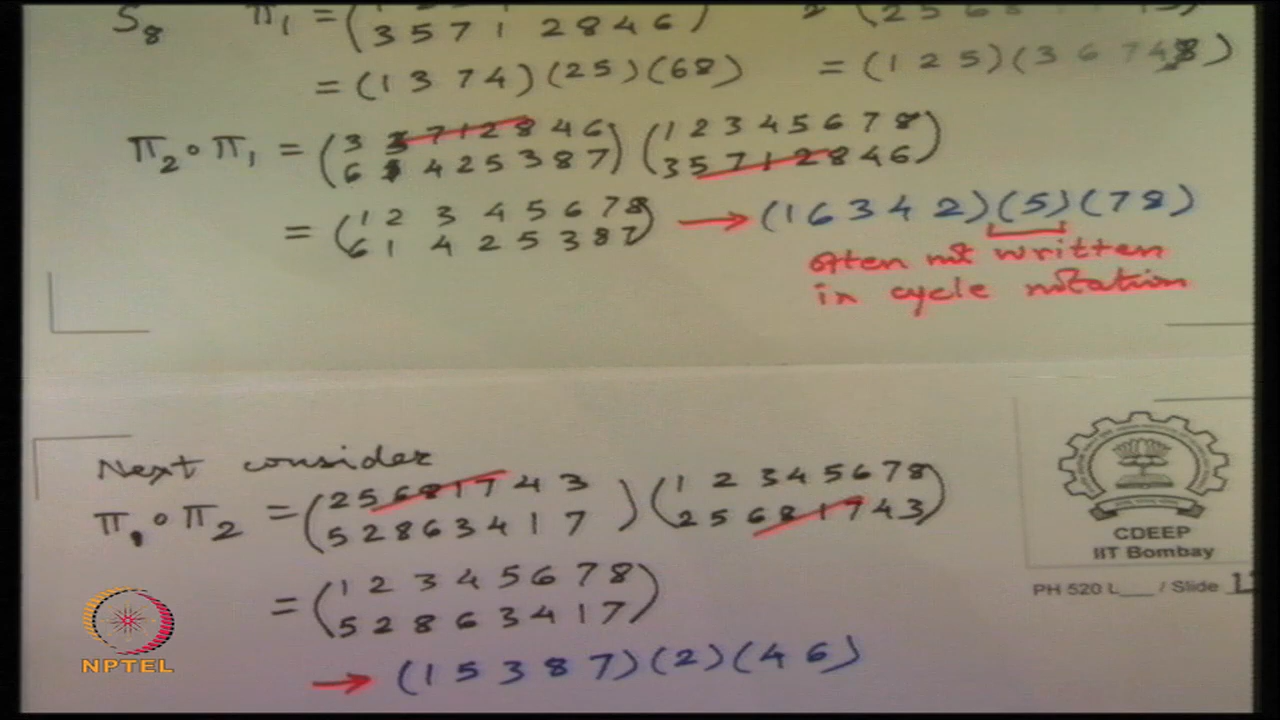 S₈ π₁ = (3 5 7 1 2 8 4 6) (2 5 6 8
= (1 3 7 4) (2 5) (6 8) = (1 2 5) (3 6 7 4 8)
π₂ ∘ π₁ = (3 5 7 1 2 8 4 6) (1 2 3 4 5 6 7 8)
(6 1 4 2 5 3 8 7) (3 5 7 1 2 8 4 6)
= (1 2 3 4 5 6 7 8) → (1 6 3 4 2) (5) (7 8)
(6 1 4 2 5 3 8 7)
often not written
in cycle notation
Next consider
π₁ ∘ π₂ = (2 5 6 8 1 7 4 3) (1 2 3 4 5 6 7 8)
(5 2 8 6 3 4 1 7) (2 5 6 8 1 7 4 3)
= (1 2 3 4 5 6 7 8)
(5 2 8 6 3 4 1 7)
→ (1 5 3 8 7) (2) (4 6)
CDEEP
IIT Bombay
PH 520 L___ / Slide
NPTEL